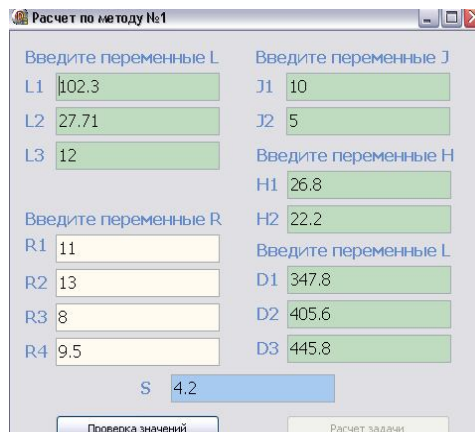 Расчет по методу №1
Введите переменные L
L1 102.3
L2 27.71
L3 12
Введите переменные R
R1 11
R2 13
R3 8
R4 9.5
Введите переменные J
J1 10
J2 5
Введите переменные H
H1 26.8
H2 22.2
Введите переменные L
D1 347.8
D2 405.6
D3 445.8
S 4.2
Проверка значений
Расчет задачи